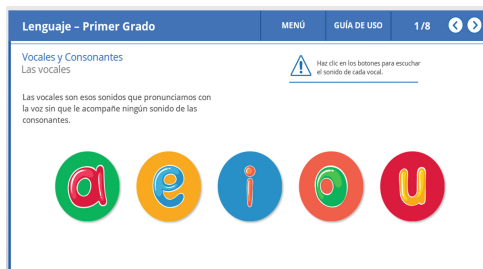 Lenguaje – Primer Grado
MENÚ
GUÍA DE USO
1/8
Vocales y Consonantes
Las vocales
Haz clic en los botones para escuchar
el sonido de cada vocal.
Las vocales son esos sonidos que pronunciamos con
la voz sin que le acompañe ningún sonido de las
consonantes.
a e i o u